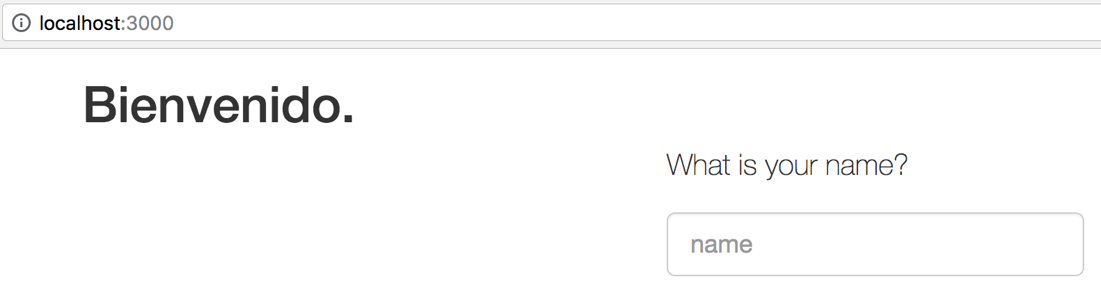 localhost:3000
Bienvenido.
What is your name?
name